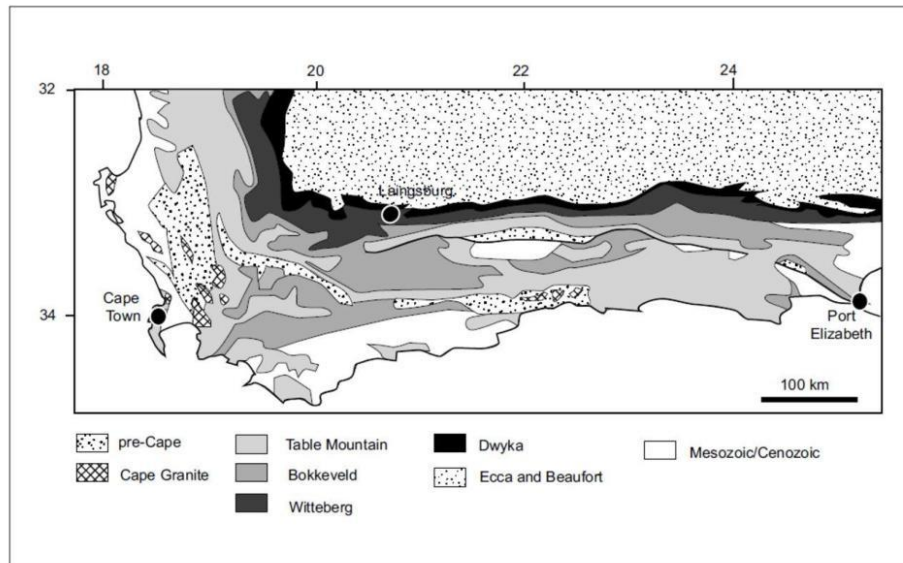 18 20 22 24
32
Laingsburg
34
Cape
Town
Port
Elizabeth
100 km
pre-Cape Table Mountain Dwyka Mesozoic/Cenozoic
Cape Granite Bokkeveld Ecca and Beaufort
Witteberg